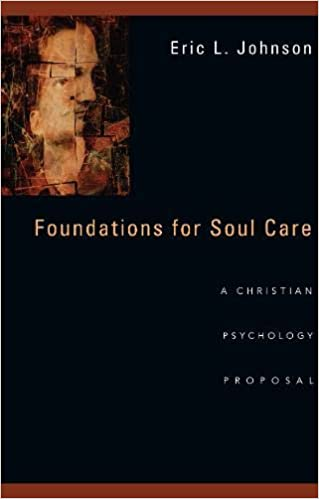 Eric L. Johnson
Foundations for Soul Care
A CHRISTIAN
PSYCHOLOGY
PROPOSAL